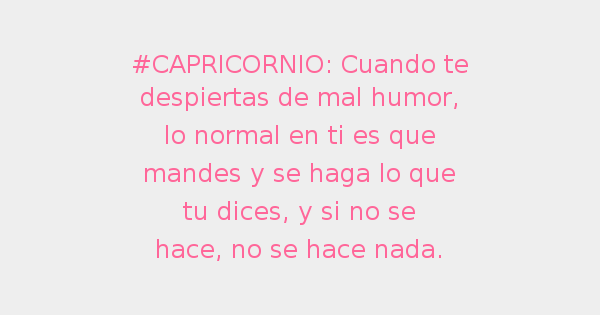 #CAPRICORNIO: Cuando te
despiertas de mal humor,
lo normal en ti es que
mandes y se haga lo que
tu dices, y si no se
hace, no se hace nada.